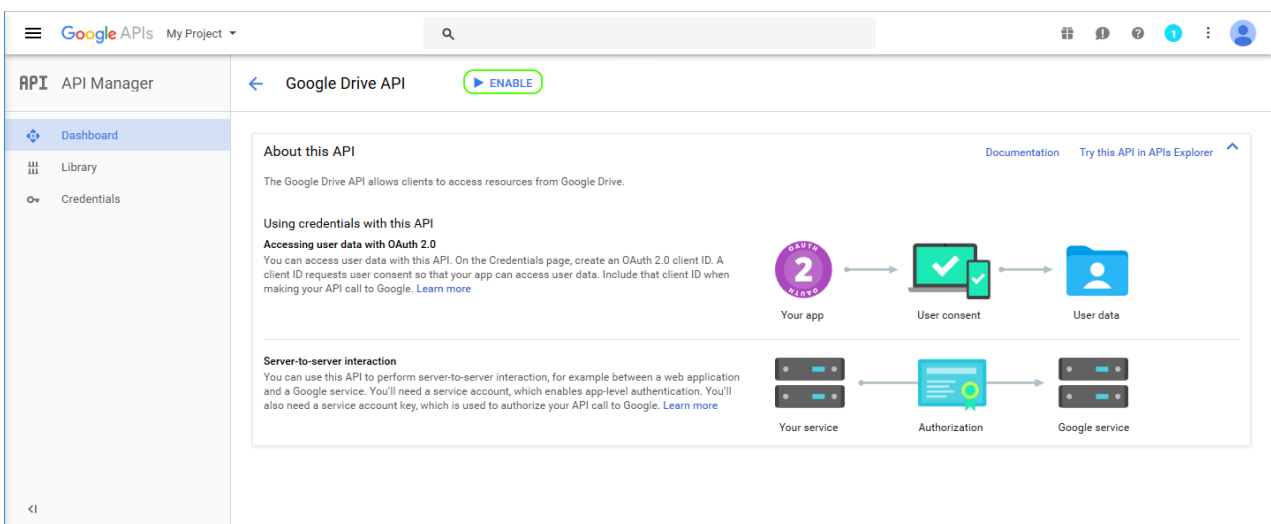 Google APIs My Project
1
API API Manager
Google Drive API
ENABLE
Dashboard
Library
Credentials
About this API
Documentation
Try this API in APIs Explorer
The Google Drive API allows clients to access resources from Google Drive.
Using credentials with this API
Accessing user data with OAuth 2.0
You can access user data with this API. On the Credentials page, create an OAuth 2.0 client ID. A
client ID requests user consent so that your app can access user data. Include that client ID when
making your API call to Google. Learn more
OAUTH
2
OAUTH
Your app
User consent
User data
Server-to-server interaction
You can use this API to perform server-to-server interaction, for example between a web application
and a Google service. You'll need a service account, which enables app-level authentication. You'll
also need a service account key, which is used to authorize your API call to Google. Learn more
Your service
Authorization
Google service